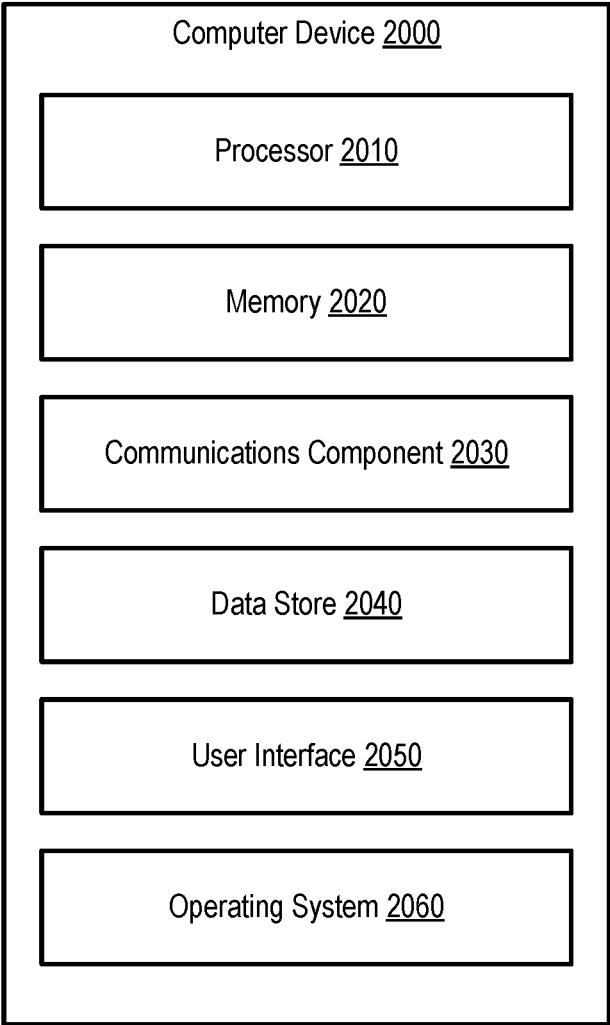 Computer Device 2000
Processor 2010
Memory 2020
Communications Component 2030
Data Store 2040
User Interface 2050
Operating System 2060